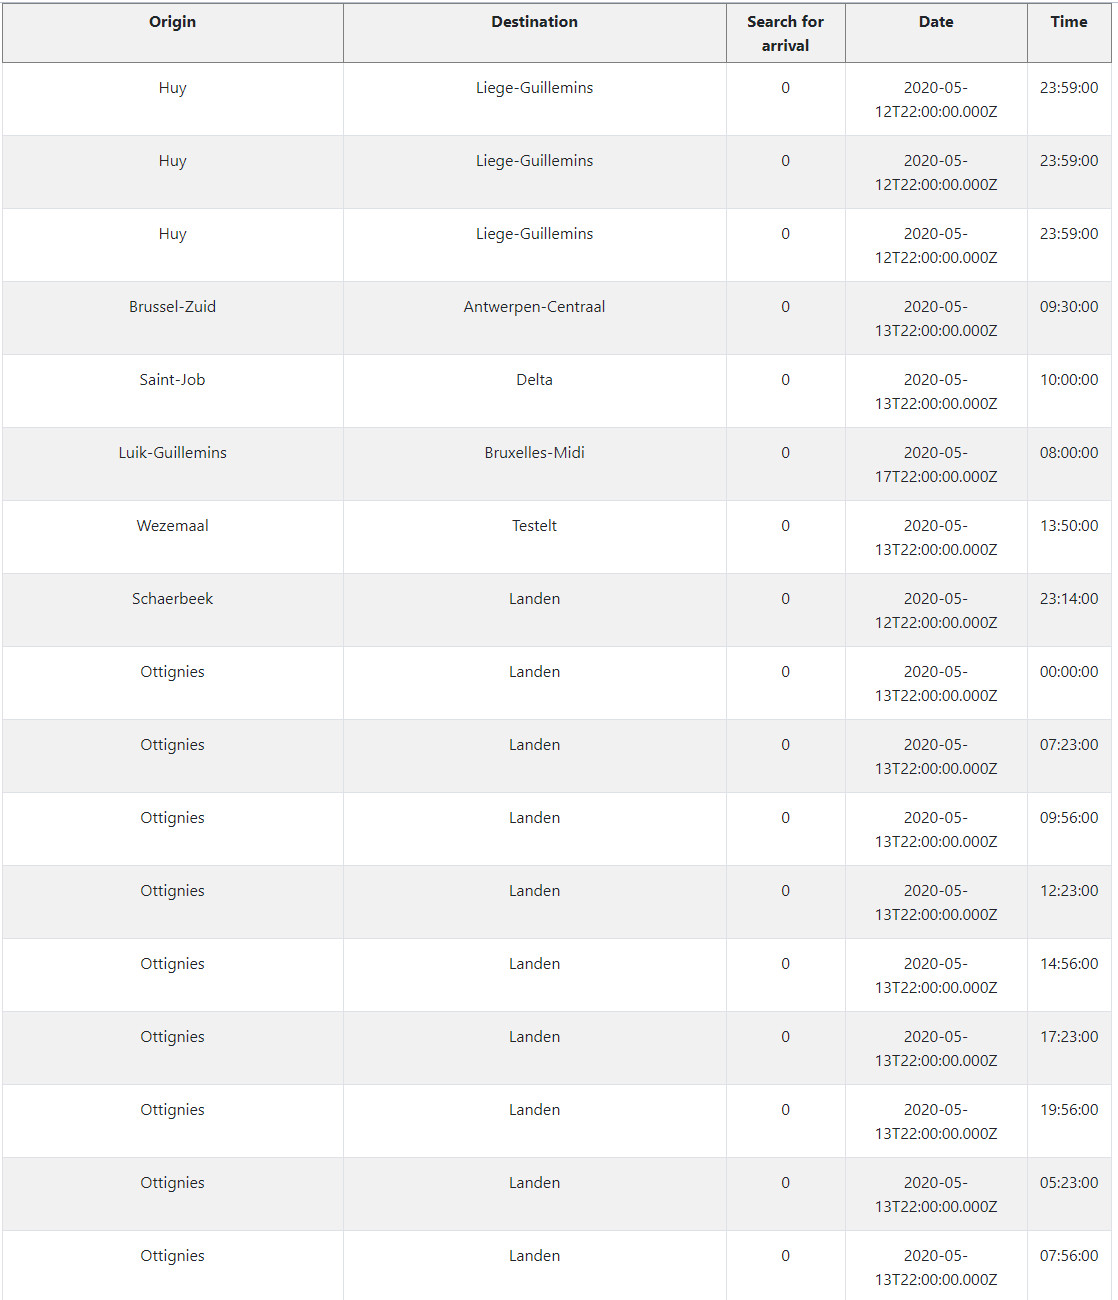 Origin Destination Search for arrival Date Time
Huy Liege-Guillemins 0 2020-05-12T22:00:00.000Z 23:59:00
Huy Liege-Guillemins 0 2020-05-12T22:00:00.000Z 23:59:00
Huy Liege-Guillemins 0 2020-05-12T22:00:00.000Z 23:59:00
Brussel-Zuid Antwerpen-Centraal 0 2020-05-13T22:00:00.000Z 09:30:00
Saint-Job Delta 0 2020-05-13T22:00:00.000Z 10:00:00
Luik-Guillemins Bruxelles-Midi 0 2020-05-17T22:00:00.000Z 08:00:00
Wezemaal Testelt 0 2020-05-13T22:00:00.000Z 13:50:00
Schaerbeek Landen 0 2020-05-12T22:00:00.000Z 23:14:00
Ottignies Landen 0 2020-05-13T22:00:00.000Z 00:00:00
Ottignies Landen 0 2020-05-13T22:00:00.000Z 07:23:00
Ottignies Landen 0 2020-05-13T22:00:00.000Z 09:56:00
Ottignies Landen 0 2020-05-13T22:00:00.000Z 12:23:00
Ottignies Landen 0 2020-05-13T22:00:00.000Z 14:56:00
Ottignies Landen 0 2020-05-13T22:00:00.000Z 17:23:00
Ottignies Landen 0 2020-05-13T22:00:00.000Z 19:56:00
Ottignies Landen 0 2020-05-13T22:00:00.000Z 05:23:00
Ottignies Landen 0 2020-05-13T22:00:00.000Z 07:56:00